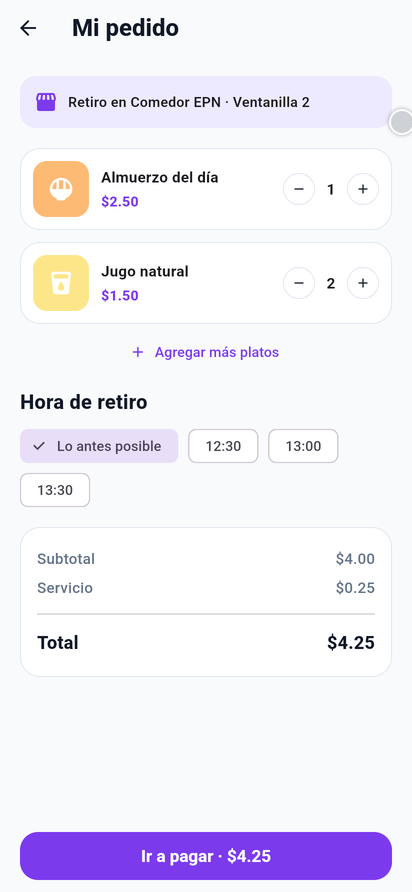 Mi pedido
Retiro en Comedor EPN · Ventanilla 2
Almuerzo del día
$2.50
1
Jugo natural
$1.50
2
Agregar más platos
Hora de retiro
Lo antes posible
12:30
13:00
13:30
Subtotal $4.00
Servicio $0.25
Total $4.25
Ir a pagar · $4.25